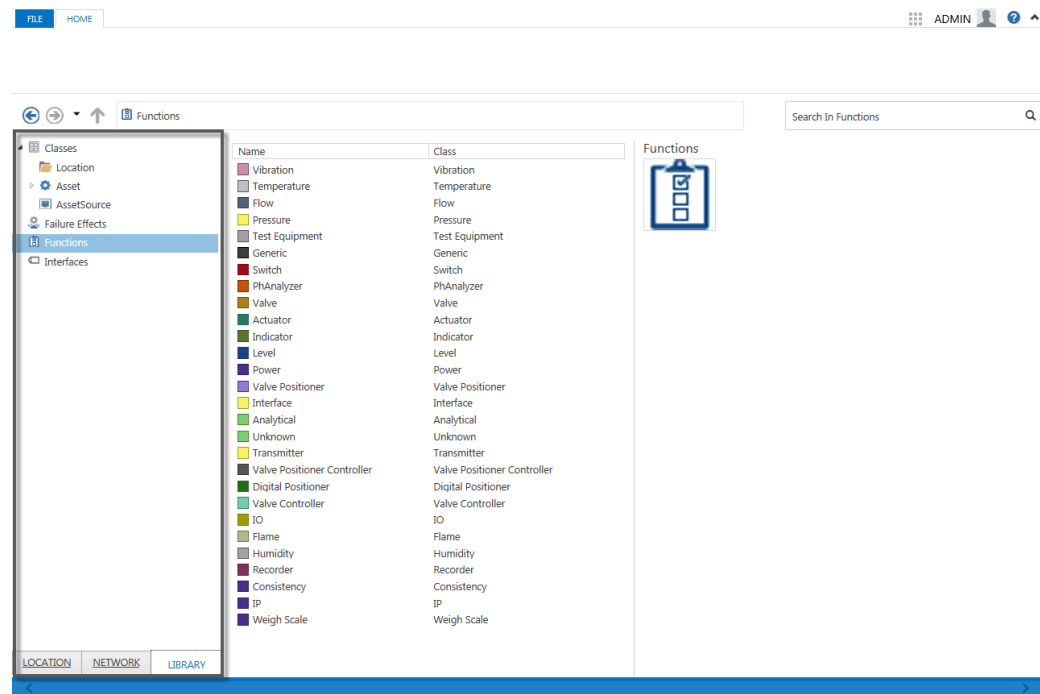 FILE HOME ADMIN
Functions Search In Functions
Classes
Location
Asset
AssetSource
Failure Effects
Functions
Interfaces
LOCATION NETWORK LIBRARY
Name Class
Vibration Vibration
Temperature Temperature
Flow Flow
Pressure Pressure
Test Equipment Test Equipment
Generic Generic
Switch Switch
PhAnalyzer PhAnalyzer
Valve Valve
Actuator Actuator
Indicator Indicator
Level Level
Power Power
Valve Positioner Valve Positioner
Interface Interface
Analytical Analytical
Unknown Unknown
Transmitter Transmitter
Valve Positioner Controller Valve Positioner Controller
Digital Positioner Digital Positioner
Valve Controller Valve Controller
IO IO
Flame Flame
Humidity Humidity
Recorder Recorder
Consistency Consistency
IP IP
Weigh Scale Weigh Scale
Functions